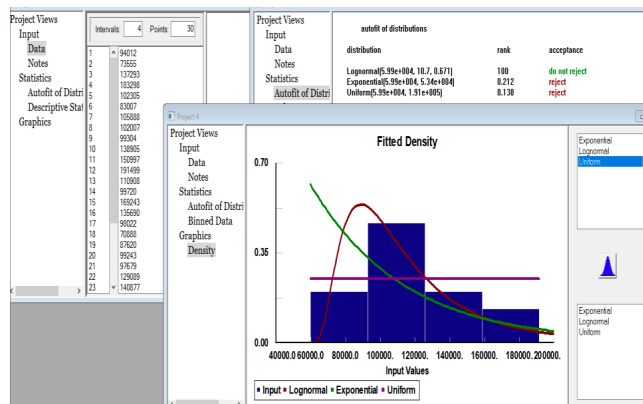 Project Views
Input
Data
Notes
Statistics
Autofit of Distri
Descriptive Stat
Graphics
Intervals: 4 Points: 30
1 94012
2 73555
3 137293
4 183298
5 102305
6 83007
7 105888
8 102007
9 99304
10 138905
11 150997
12 191499
13 110908
14 99720
15 169243
16 135690
17 98022
18 70888
19 87620
20 99243
21 97679
22 129089
23 140877
Project Views
Input
Data
Notes
Statistics
Autofit of Distri
autofit of distributions
distribution rank acceptance
Lognormal(5.99e+004, 10.7, 0.671) 100 do not reject
Exponential(5.99e+004, 5.34e+004) 0.212 reject
Uniform(5.99e+004, 1.91e+005) 0.138 reject
Project 4
Project Views
Input
Data
Notes
Statistics
Autofit of Distri
Binned Data
Graphics
Density
Fitted Density
0.70
0.35
0.00
40000.0 60000.0 80000.0 100000. 120000. 140000. 160000. 180000. 200000.
Input Values
Input Lognormal Exponential Uniform
Exponential
Lognormal
Uniform
Exponential
Lognormal
Uniform